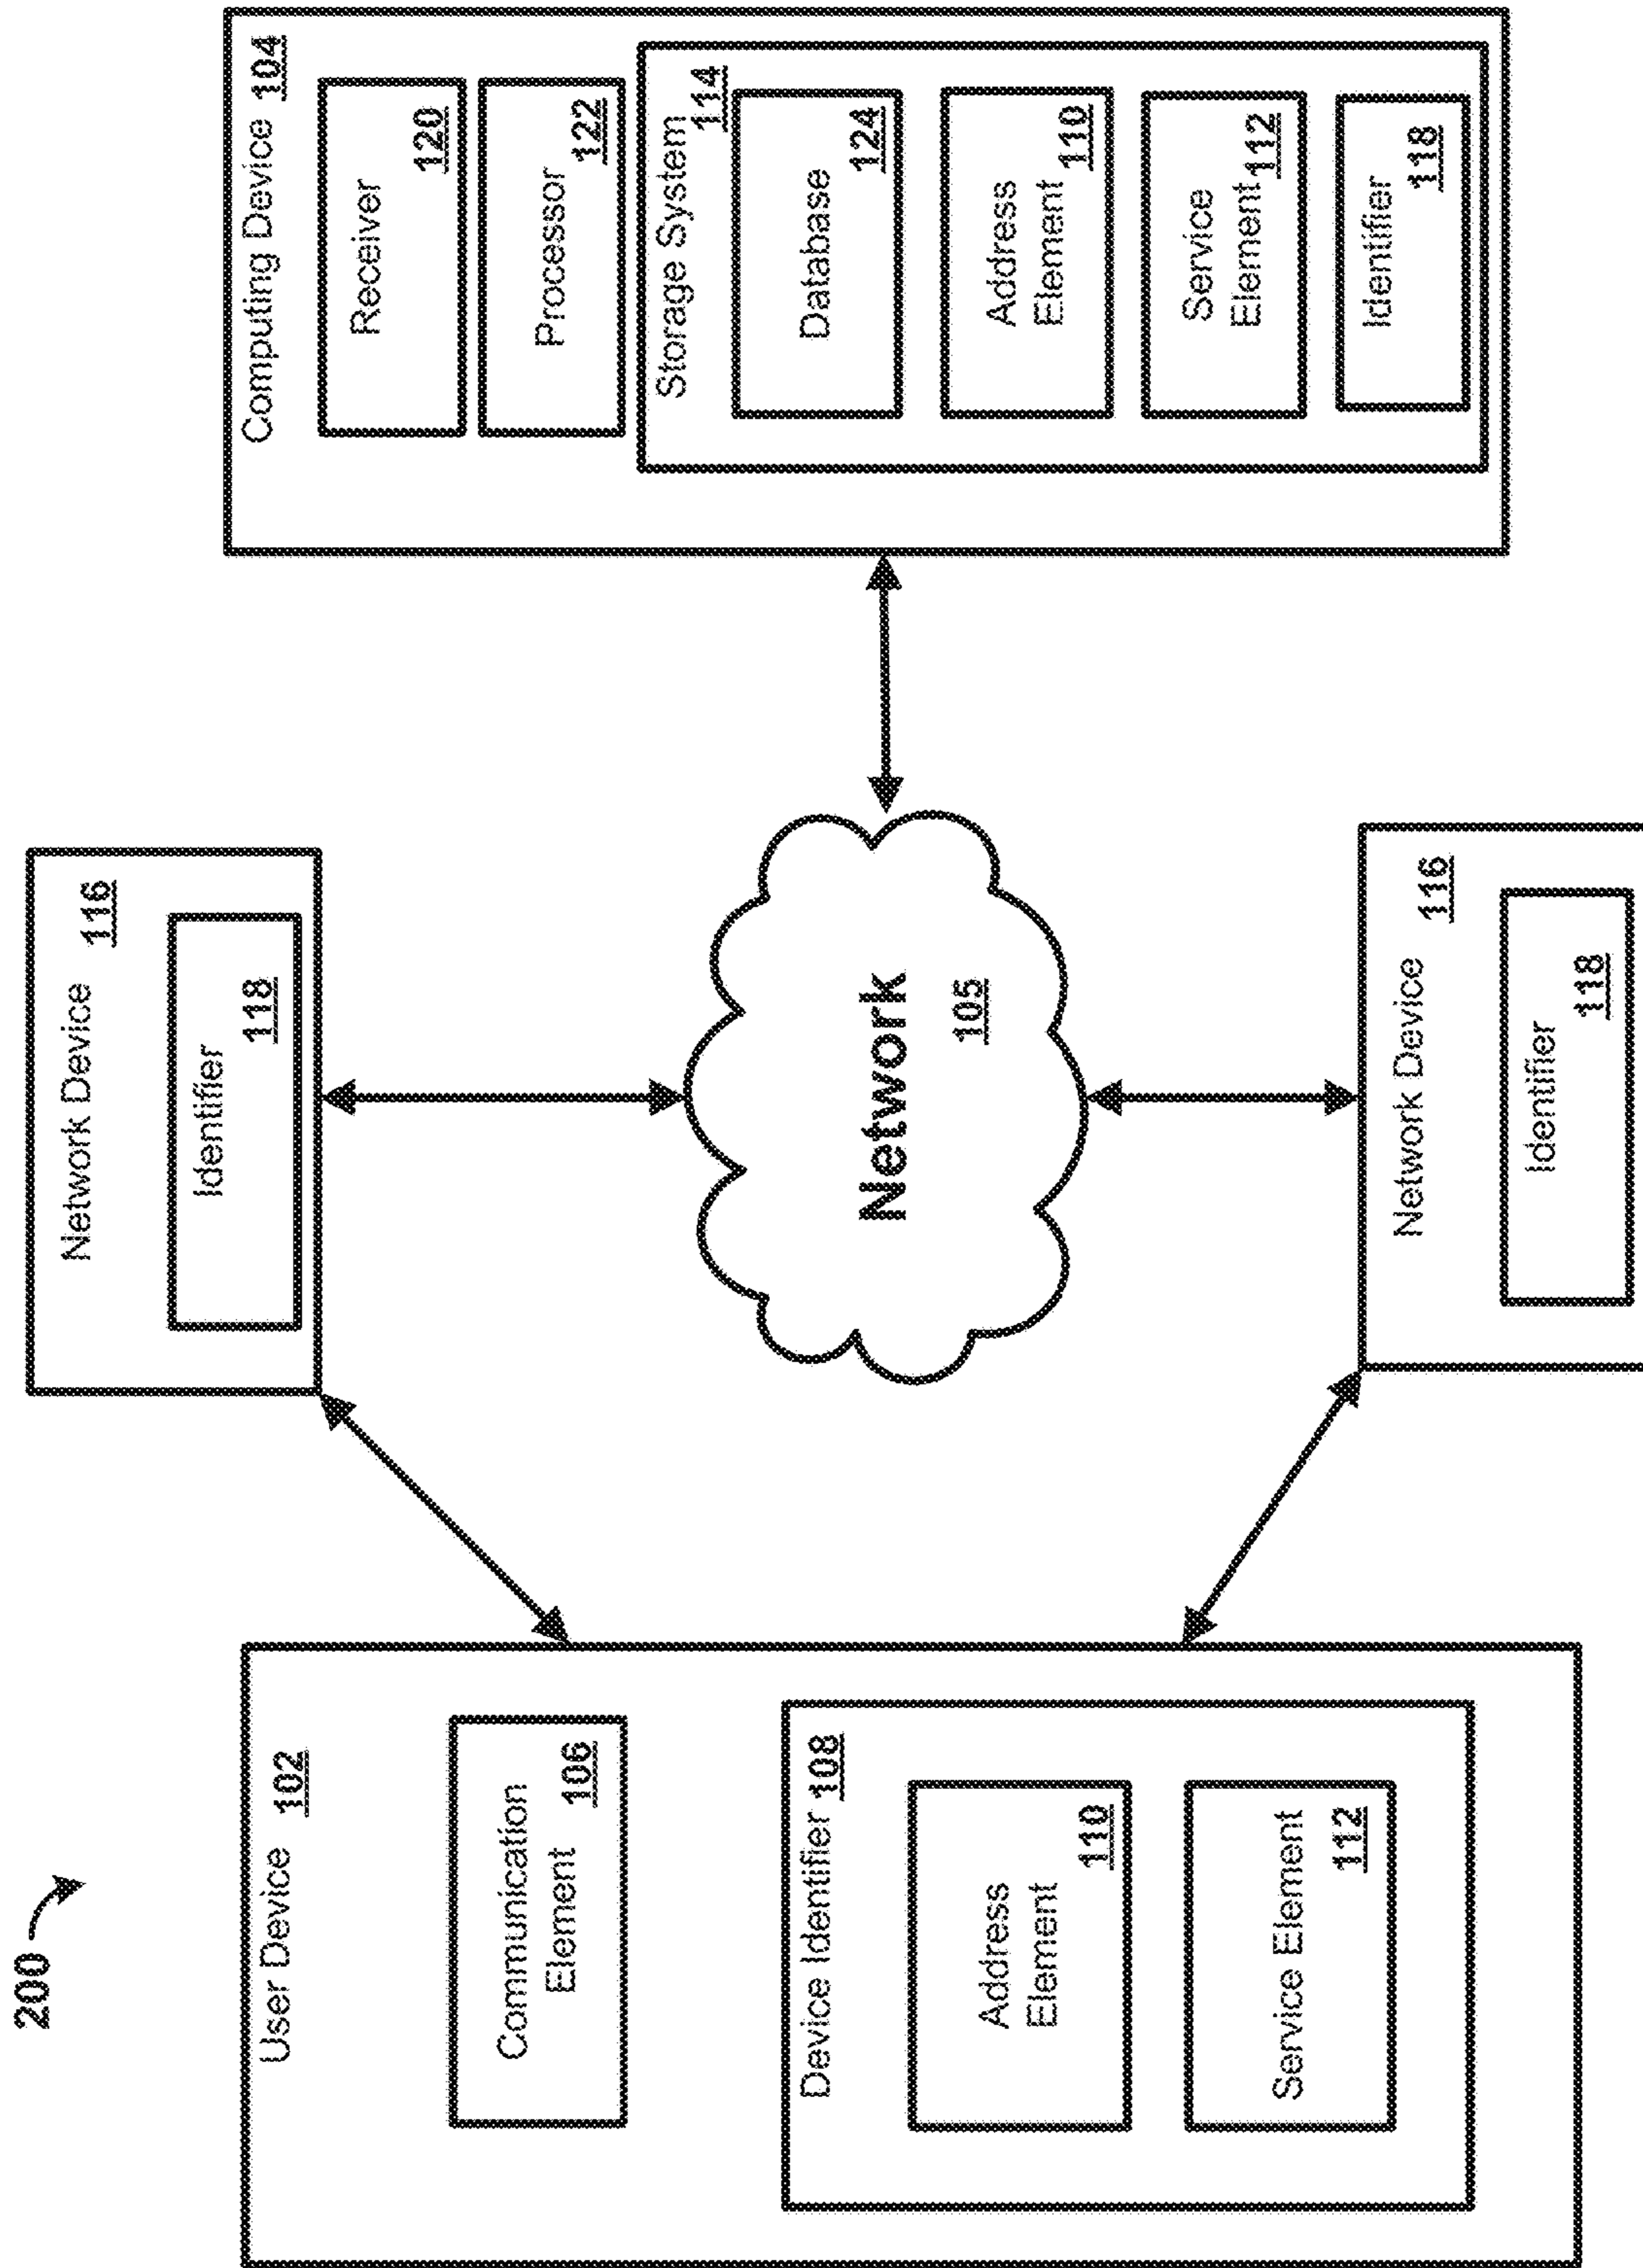 200
User Device 102
Communication
Element
106
Device Identifier 108
Address
Element
110
Service Element
112
Network Device
116
Identifier
118
Network
105
Network Device
116
Identifier
118
Computing Device 104
Receiver
120
Processor
122
Storage System
114
Database
124
Address
Element
110
Service
Element 112
Identifier
118